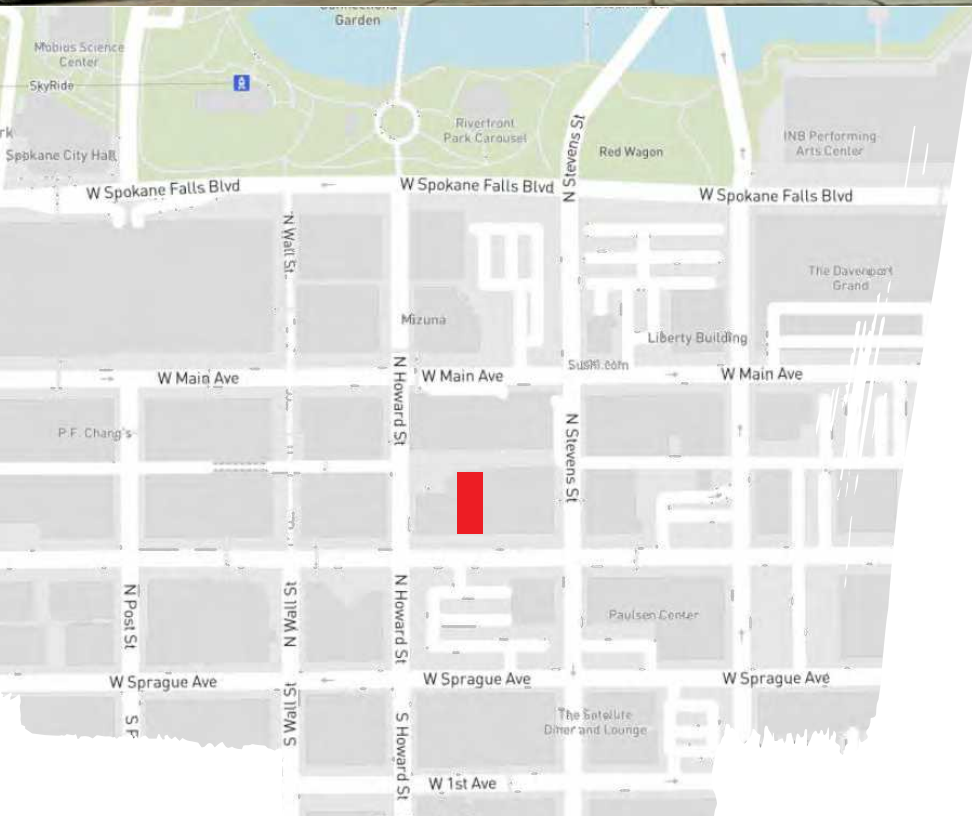 Garden
Mobius Science
Center
SkyRide
Riverfront
Park Carousel
Red Wagon
INB Performing
Arts Center
Spokane City Hall
W Spokane Falls Blvd
W Spokane Falls Blvd
W Spokane Falls Blvd
N Stevens St
N Wall St
The Davenport
Grand
Mizuna
Liberty Building
Sushi.com
W Main Ave
W Main Ave
W Main Ave
N Howard St
N Stevens St
P.F. Chang's
N Post St
N Wall St
N Howard St
Paulsen Center
W Sprague Ave
W Sprague Ave
W Sprague Ave
S P
S Wall St
S Howard St
The Satellite
Diner and Lounge
W 1st Ave